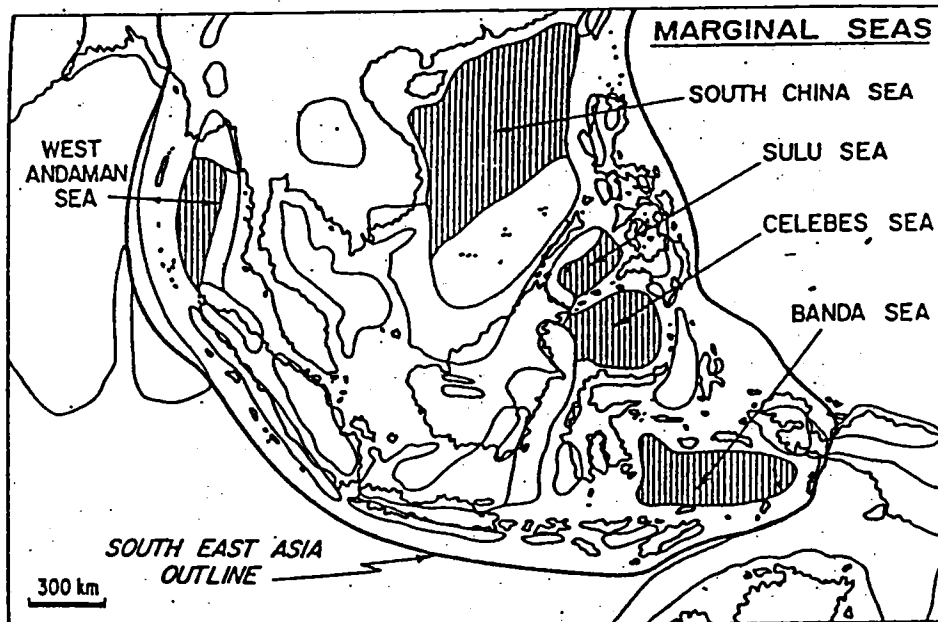 MARGINAL SEAS
SOUTH CHINA SEA
WEST
ANDAMAN
SEA
SULU SEA
CELEBES SEA
BANDA SEA
SOUTH EAST ASIA
OUTLINE
300 km